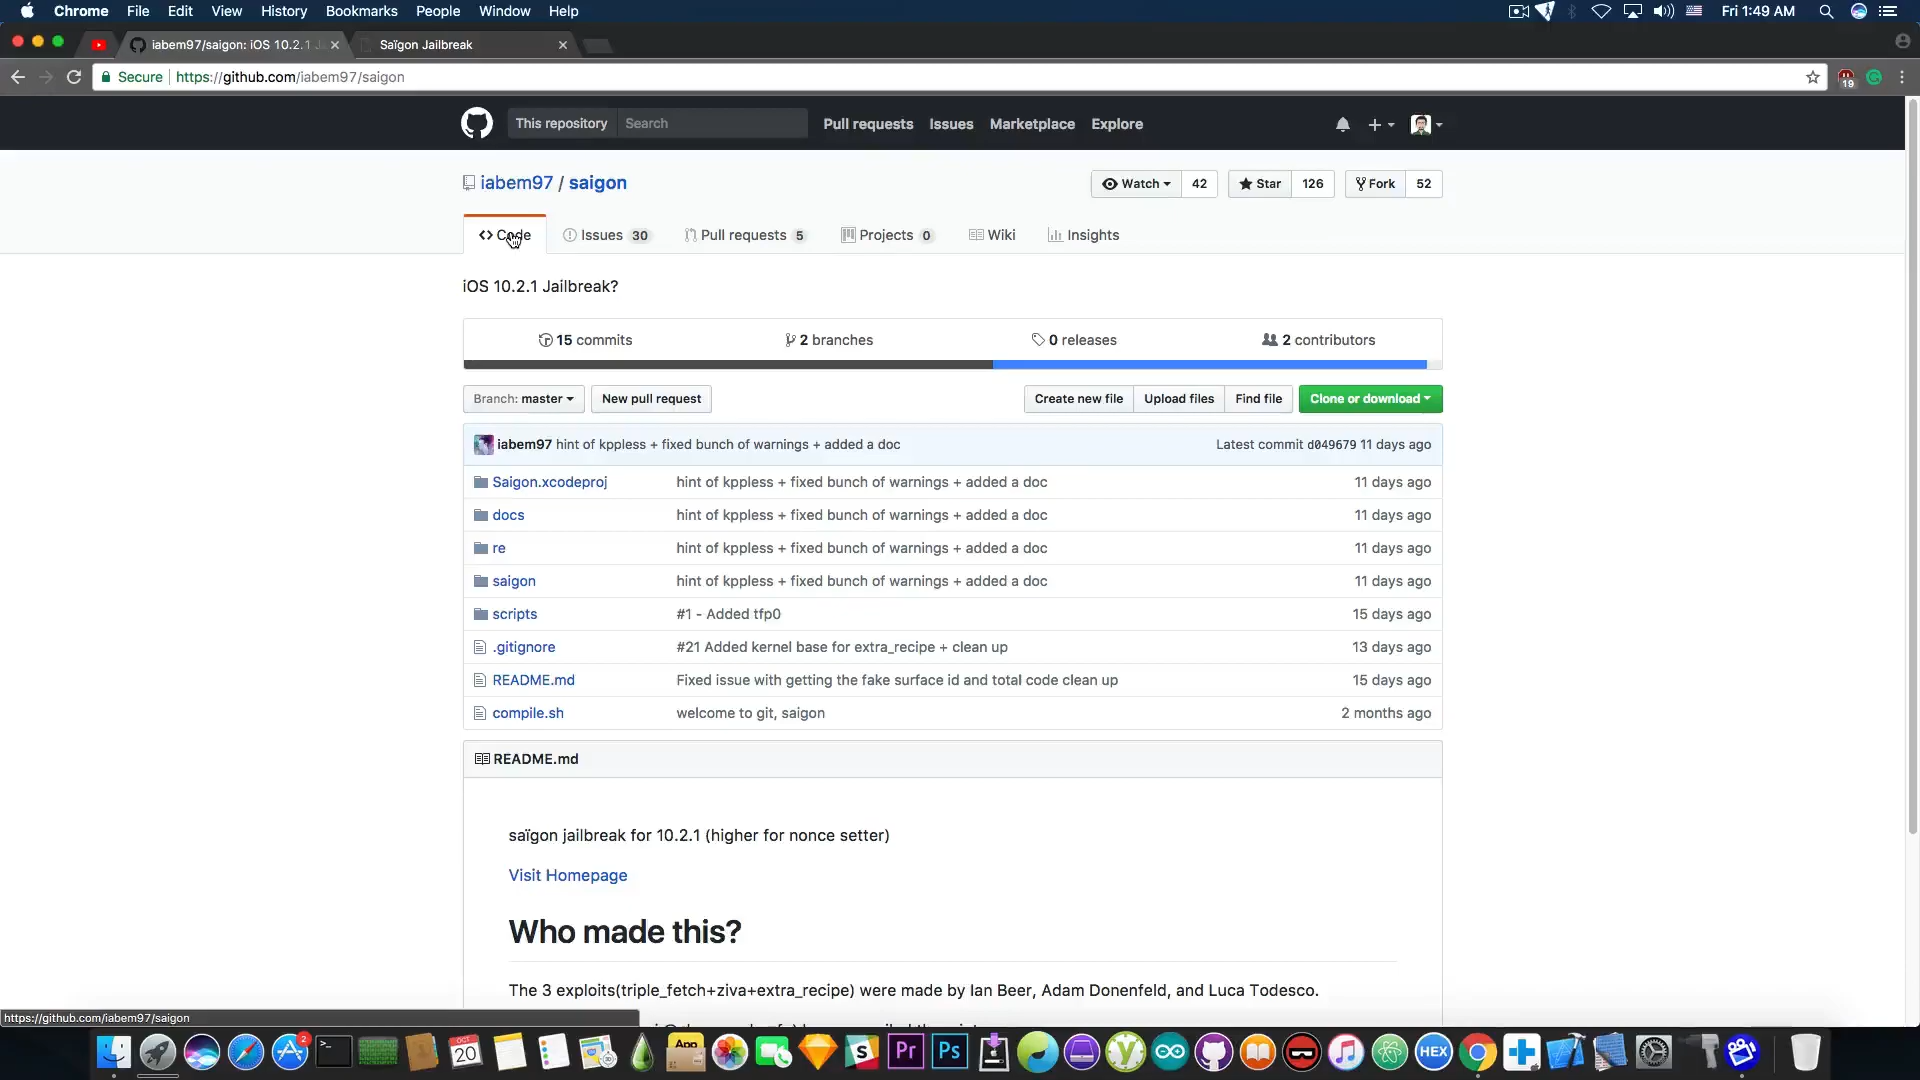 Chrome File Edit View History Bookmarks People Window Help Fri 1:49 AM
iabem97/saigon: iOS 10.2.1 J
Saïgon Jailbreak
Secure https://github.com/iabem97/saigon
19
This repository Search Pull requests Issues Marketplace Explore
iabem97 / saigon
Watch 42 Star 126 Fork 52
Code Issues 30 Pull requests 5 Projects 0 Wiki Insights
iOS 10.2.1 Jailbreak?
15 commits 2 branches 0 releases 2 contributors
Branch: master New pull request Create new file Upload files Find file Clone or download
iabem97 hint of kppless + fixed bunch of warnings + added a doc Latest commit d049679 11 days ago
Saigon.xcodeproj hint of kppless + fixed bunch of warnings + added a doc 11 days ago
docs hint of kppless + fixed bunch of warnings + added a doc 11 days ago
re hint of kppless + fixed bunch of warnings + added a doc 11 days ago
saigon hint of kppless + fixed bunch of warnings + added a doc 11 days ago
scripts #1 - Added tfp0 15 days ago
.gitignore #21 Added kernel base for extra_recipe + clean up 13 days ago
README.md Fixed issue with getting the fake surface id and total code clean up 15 days ago
compile.sh welcome to git, saigon 2 months ago
README.md
saïgon jailbreak for 10.2.1 (higher for nonce setter)
Visit Homepage
Who made this?
The 3 exploits(triple_fetch+ziva+extra_recipe) were made by Ian Beer, Adam Donenfeld, and Luca Todesco.
https://github.com/iabem97/saigon
2 OCT 20 App Pr Ps HEX